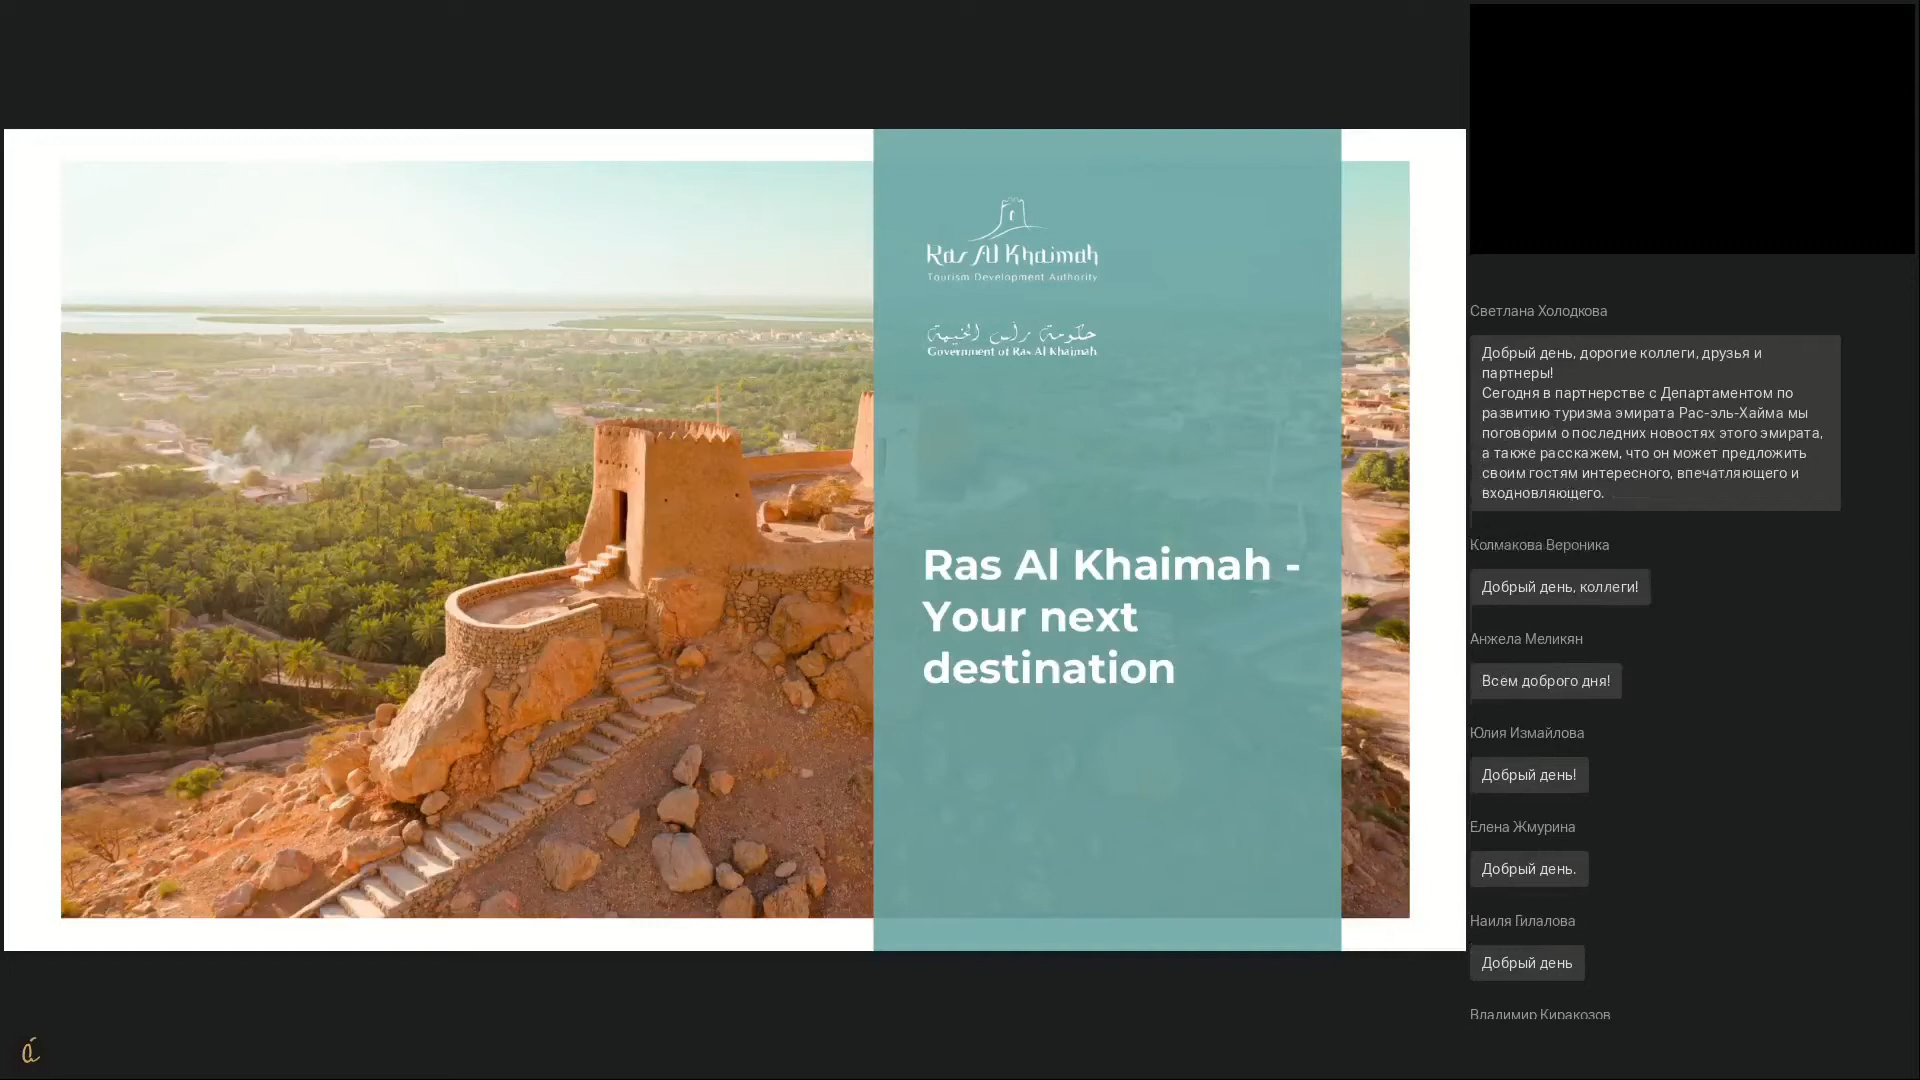 Ras Al Khaimah
Tourism Development Authority
حكومة رأس الخيمة
Government of Ras Al Khaimah
Ras Al Khaimah -
Your next
destination
Светлана Холодкова
Добрый день, дорогие коллеги, друзья и
партнеры!
Сегодня в партнерстве с Департаментом по
развитию туризма эмирата Рас-эль-Хайма мы
поговорим о последних новостях этого эмирата,
а также расскажем, что он может предложить
своим гостям интересного, впечатляющего и
входновляющего.
Колмакова Вероника
Добрый день, коллеги!
Анжела Меликян
Всем доброго дня!
Юлия Измайлова
Добрый день!
Елена Жмурина
Добрый день.
Наиля Гилалова
Добрый день
Владимир Киракозов
á